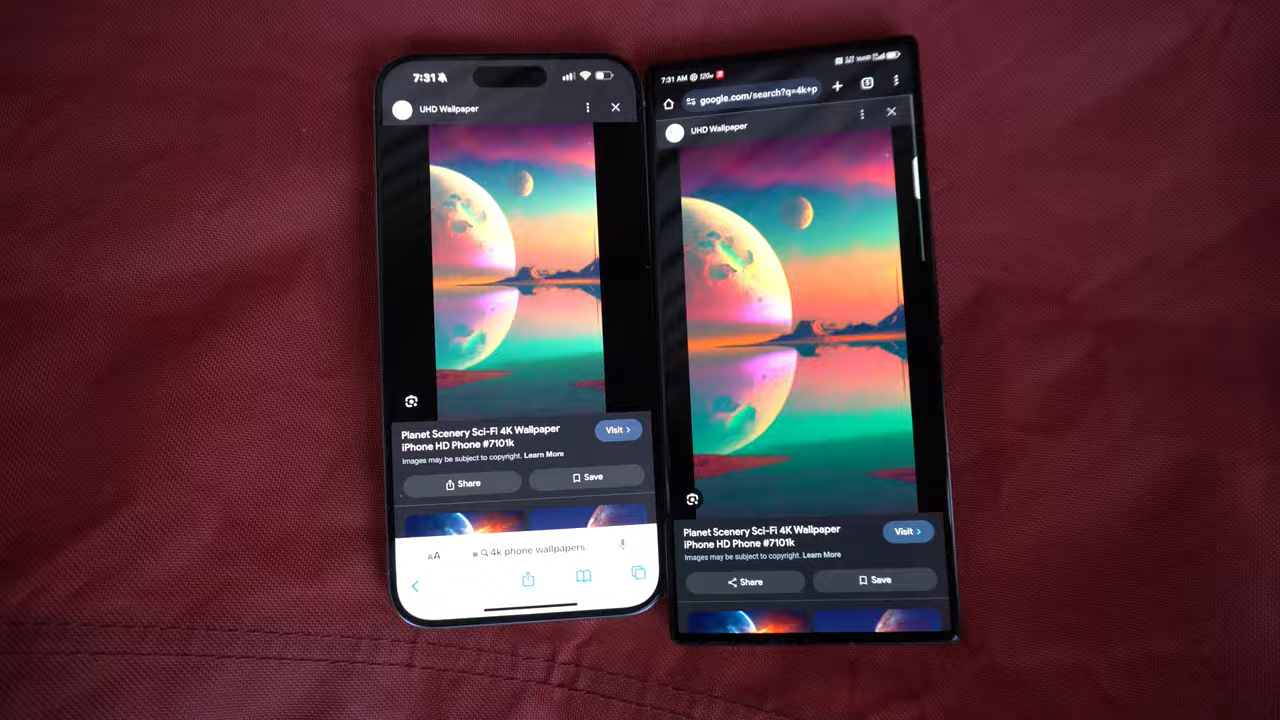 7:31
UHD Wallpaper
Planet Scenery Sci-Fi 4K Wallpaper
iPhone HD Phone #7101k
Visit >
Images may be subject to copyright. Learn More
Share
Save
AA
4k phone wallpapers
7:31 AM
google.com/search?q=4k+p
UHD Wallpaper
Planet Scenery Sci-Fi 4K Wallpaper
iPhone HD Phone #7101k
Visit >
Images may be subject to copyright. Learn More
Share
Save